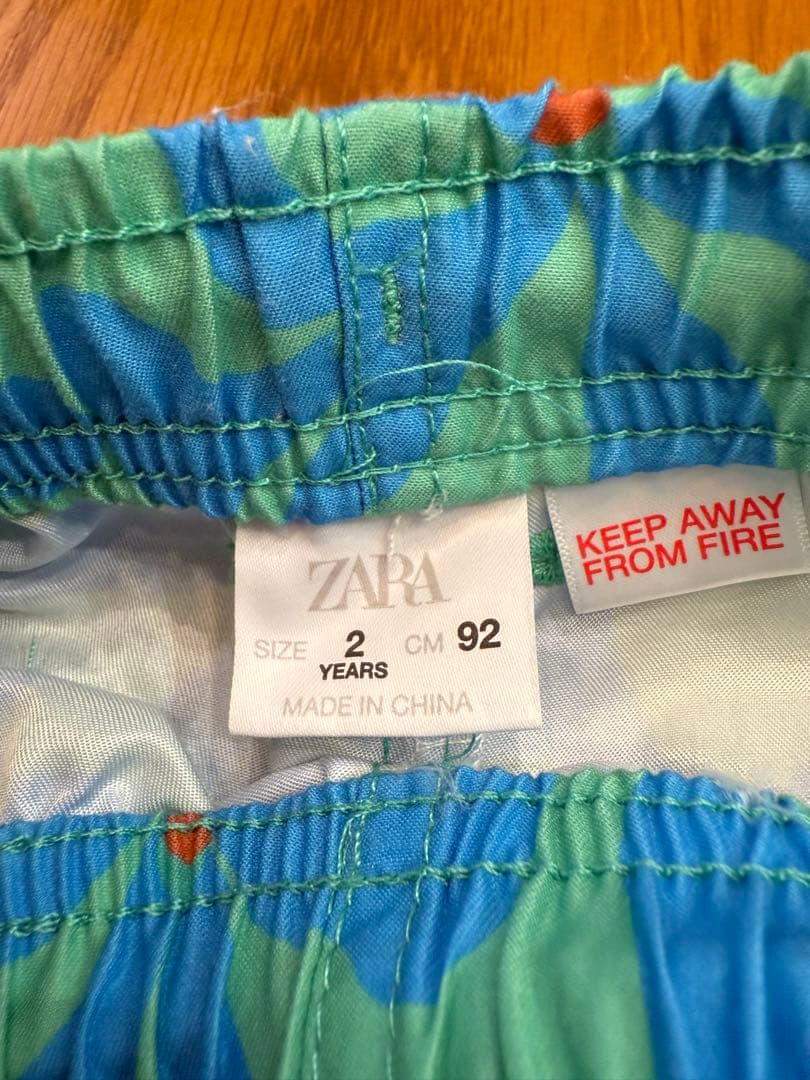 ZARA
SIZE 2 YEARS CM 92
MADE IN CHINA
KEEP AWAY
FROM FIRE